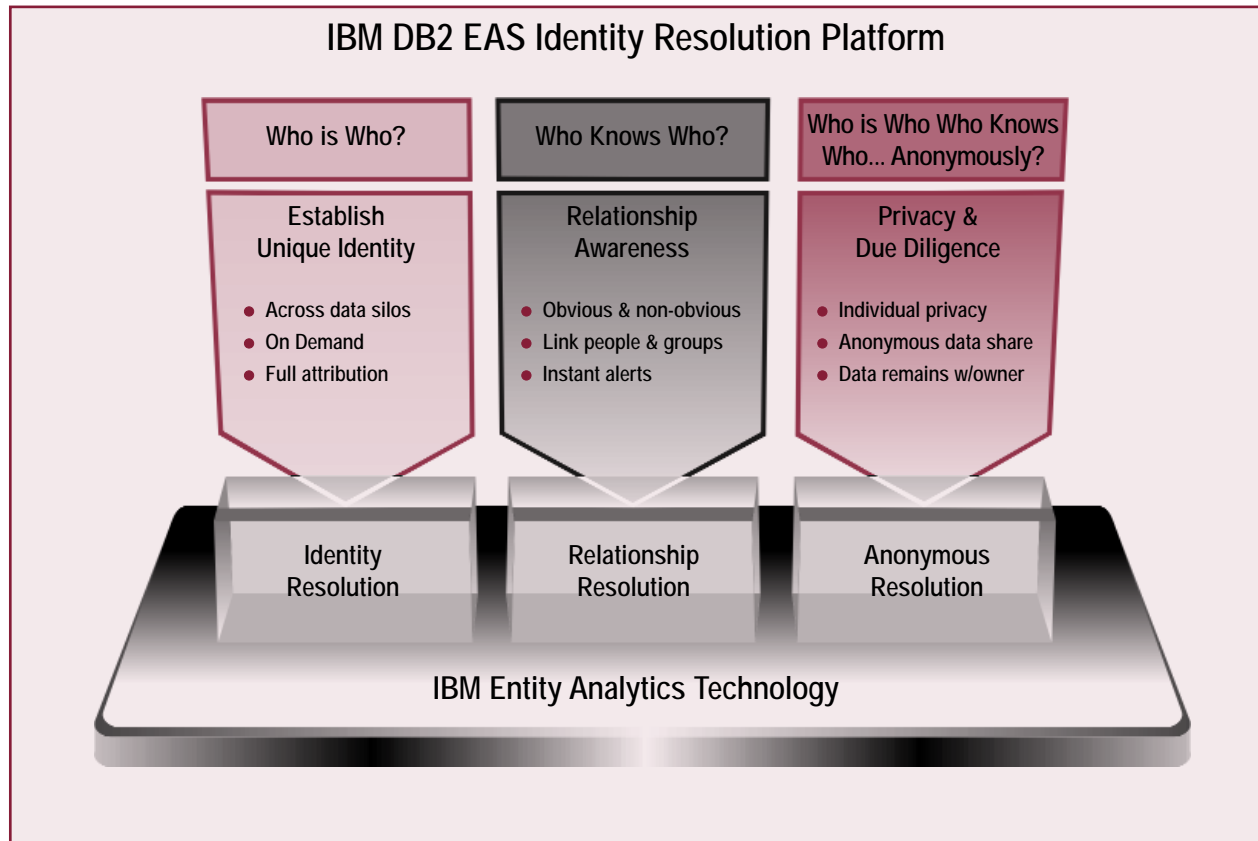 IBM DB2 EAS Identity Resolution Platform
Who is Who?
Establish
Unique Identity
Across data silos
On Demand
Full attribution
Identity
Resolution
Who Knows Who?
Relationship
Awareness
Obvious & non-obvious
Link people & groups
Instant alerts
Relationship
Resolution
Who is Who Who Knows
Who... Anonymously?
Privacy &
Due Diligence
Individual privacy
Anonymous data share
Data remains w/owner
Anonymous
Resolution
IBM Entity Analytics Technology